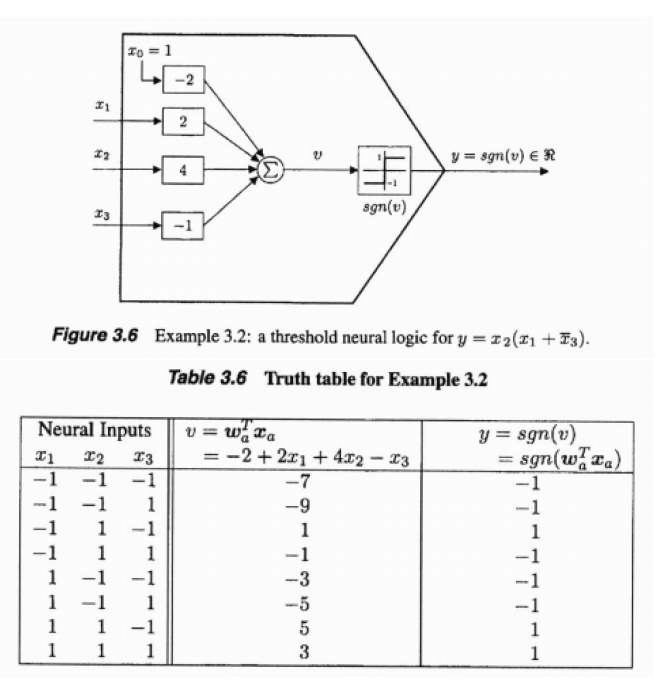 x₀ = 1
−2
x₁
2
x₂
4
x₃
−1
Σ
v
1
−1
sgn(v)
y = sgn(v) ∈ ℜ
Figure 3.6 Example 3.2: a threshold neural logic for y = x₂(x₁ + x̅₃).
Table 3.6 Truth table for Example 3.2
Neural Inputs v = wₐᵀxₐ y = sgn(v)
x₁ x₂ x₃ = −2 + 2x₁ + 4x₂ − x₃ = sgn(wₐᵀxₐ)
−1 −1 −1 −7 −1
−1 −1 1 −9 −1
−1 1 −1 1 1
−1 1 1 −1 −1
1 −1 −1 −3 −1
1 −1 1 −5 −1
1 1 −1 5 1
1 1 1 3 1